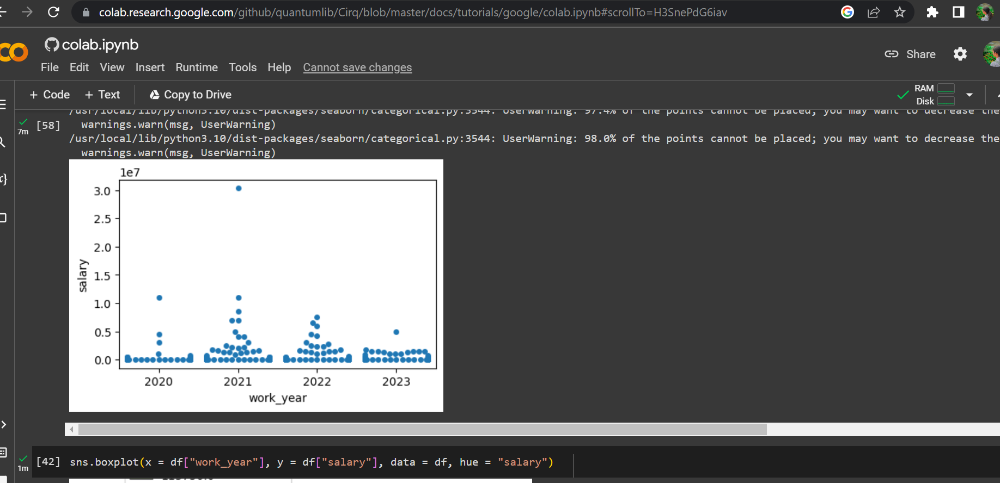 colab.research.google.com/github/quantumlib/Cirq/blob/master/docs/tutorials/google/colab.ipynb#scrollTo=H3SnePdG6iav
colab.ipynb
Share
File Edit View Insert Runtime Tools Help Cannot save changes
+ Code + Text Copy to Drive
RAM
Disk
/usr/local/lib/python3.10/dist-packages/seaborn/categorical.py:3544: UserWarning: 97.4% of the points cannot be placed; you may want to decrease the
7m [58] warnings.warn(msg, UserWarning)
/usr/local/lib/python3.10/dist-packages/seaborn/categorical.py:3544: UserWarning: 98.0% of the points cannot be placed; you may want to decrease the
warnings.warn(msg, UserWarning)
1e7
3.0
2.5
2.0
1.5
1.0
0.5
0.0
salary
2020 2021 2022 2023
work_year
1m [42] sns.boxplot(x = df["work_year"], y = df["salary"], data = df, hue = "salary")